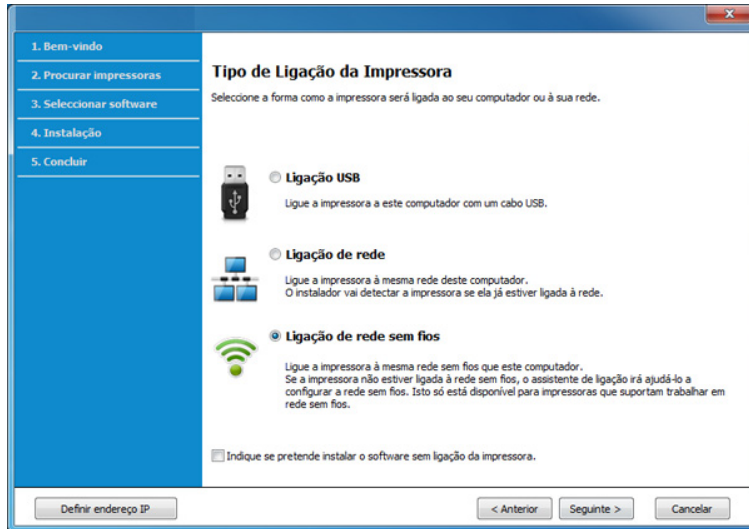 1. Bem-vindo
2. Procurar impressoras
3. Seleccionar software
4. Instalação
5. Concluir
Tipo de Ligação da Impressora
Seleccione a forma como a impressora será ligada ao seu computador ou à sua rede.
Ligação USB
Ligue a impressora a este computador com um cabo USB.
Ligação de rede
Ligue a impressora à mesma rede deste computador.
O instalador vai detectar a impressora se ela já estiver ligada à rede.
Ligação de rede sem fios
Ligue a impressora à mesma rede sem fios que este computador.
Se a impressora não estiver ligada à rede sem fios, o assistente de ligação irá ajudá-lo a
configurar a rede sem fios. Isto só está disponível para impressoras que suportam trabalhar em
rede sem fios.
Indique se pretende instalar o software sem ligação da impressora.
Definir endereço IP
< Anterior
Seguinte >
Cancelar